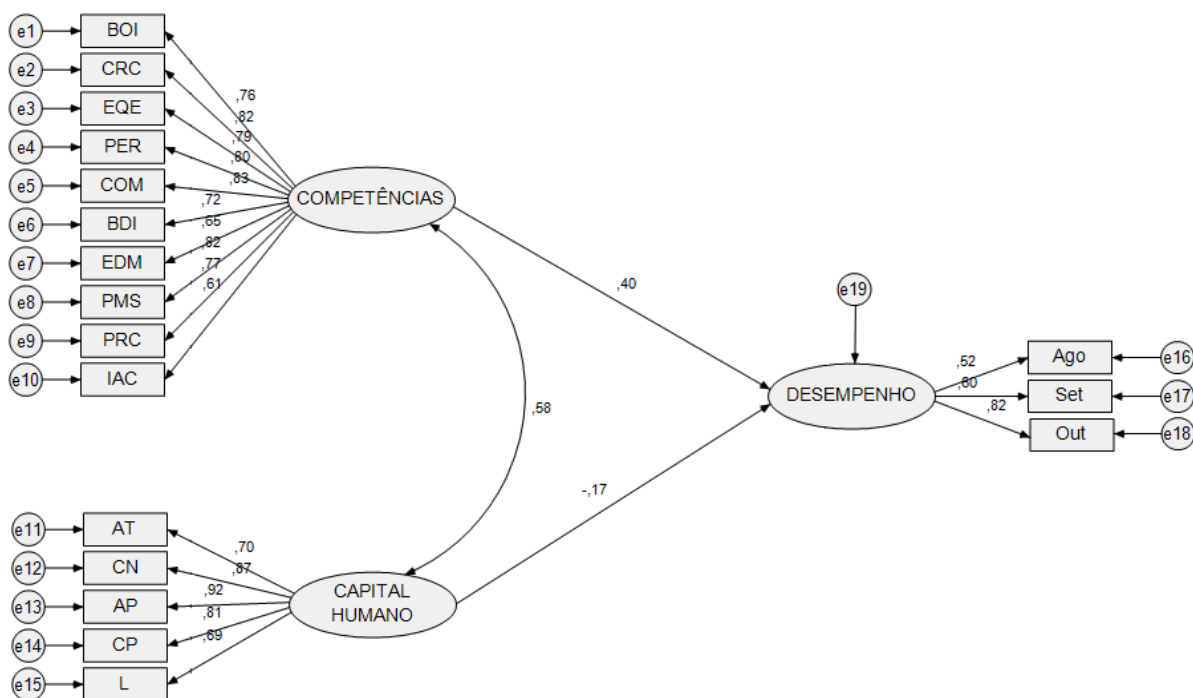 e1
BOI
e2
CRC
e3
EQE
e4
PER
e5
COM
e6
BDI
e7
EDM
e8
PMS
e9
PRC
e10
IAC
,76
,82
,79
,80
,83
,72
,65
,82
,77
,61
COMPETÊNCIAS
,40
,58
-,17
e11
AT
e12
CN
e13
AP
e14
CP
e15
L
,70
,87
,92
,81
,69
CAPITAL
HUMANO
e19
DESEMPENHO
,52
,80
,82
Ago
e16
Set
e17
Out
e18